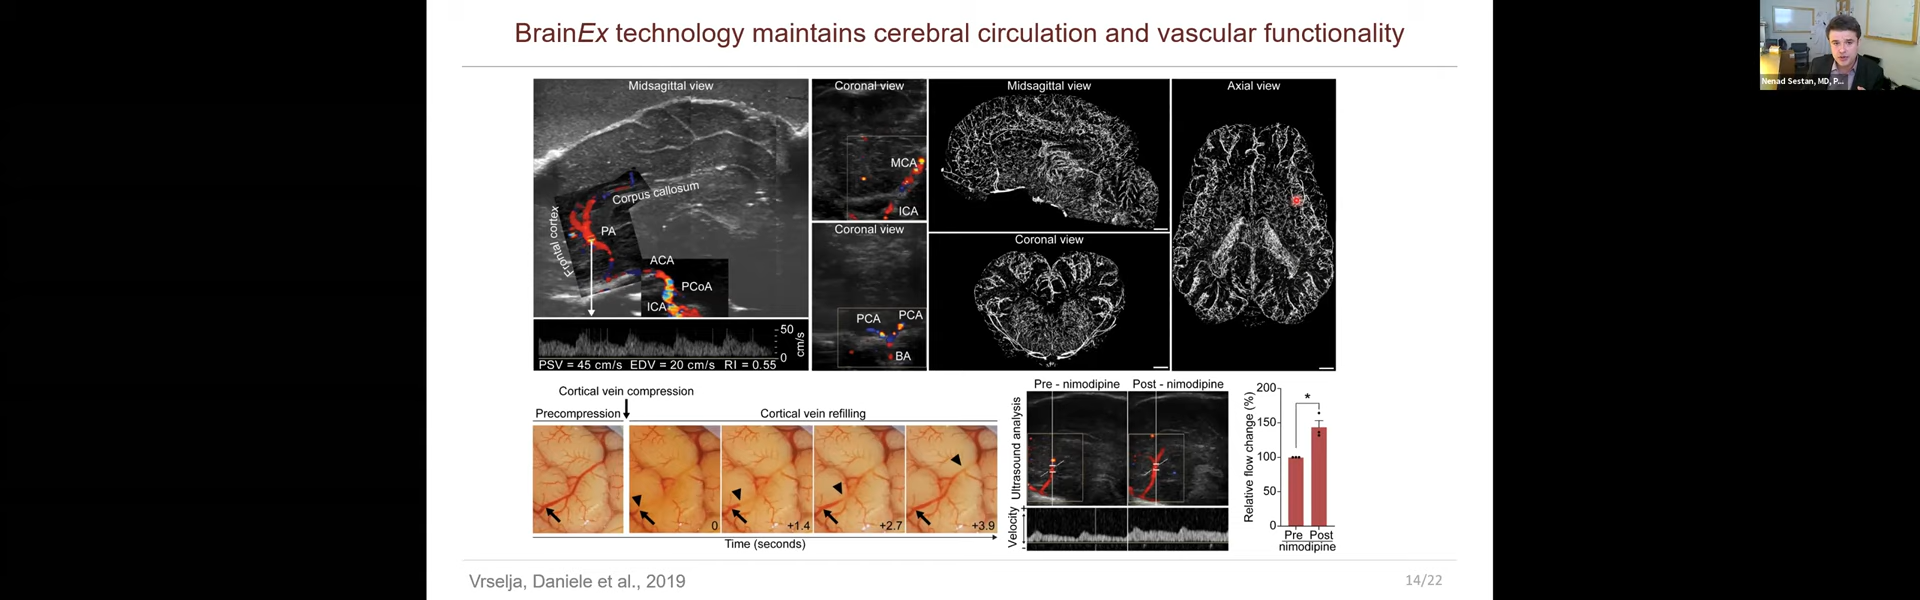 BrainEx technology maintains cerebral circulation and vascular functionality
Nenad Sestan, MD, P...
Midsagittal view
Corpus callosum
Frontal cortex
PA
ACA
PCoA
ICA
50
0
cm/s
PSV = 45 cm/s EDV = 20 cm/s RI = 0.55
Coronal view
MCA
ICA
Coronal view
PCA
PCA
BA
Midsagittal view
Coronal view
Axial view
Cortical vein compression
Precompression
Cortical vein refilling
0
+1.4
+2.7
+3.9
Time (seconds)
Pre - nimodipine
Post - nimodipine
Ultrasound analysis
Velocity
+
-
Relative flow change (%)
200
150
100
50
0
*
Pre Post
nimodipine
Vrselja, Daniele et al., 2019
14/22